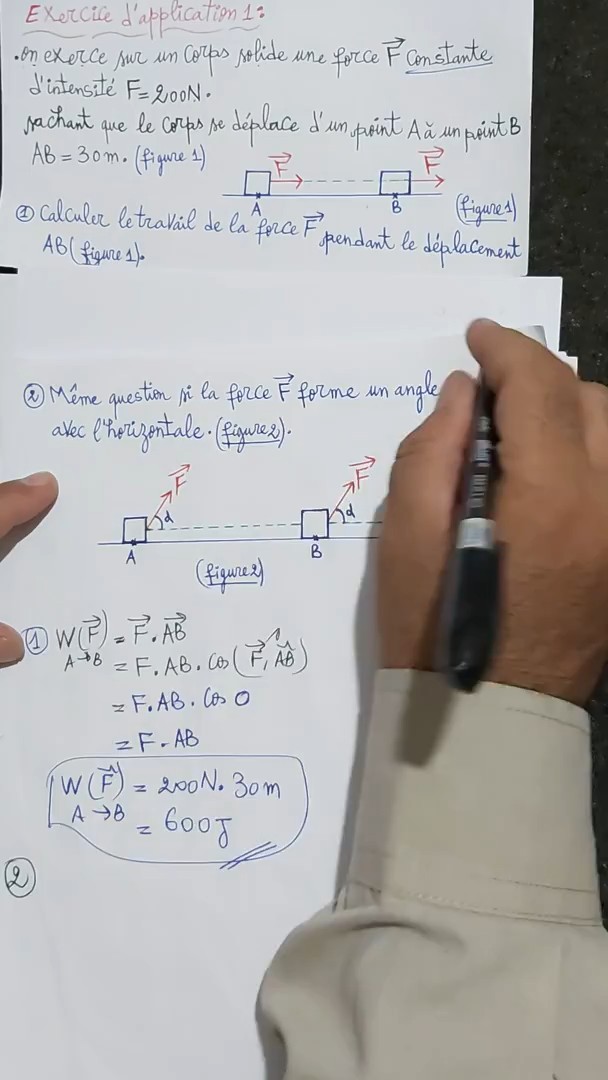 Exercice d'application 1:
.on exerce sur un corps solide une force F⃗ constante
d'intensité F = 200N.
sachant que le corps se déplace d'un point A à un point B
AB = 30m. (figure 1)
F⃗ F⃗
A B (figure 1)
① Calculer le travail de la force F⃗ pendant le déplacement
AB (figure 1).
② Même question si la force F⃗ forme un angle
avec l'horizontale. (figure 2).
F⃗ F⃗
α α
A B
(figure 2)
① W(F⃗) = F⃗ . AB⃗
A→B = F. AB. cos (F⃗, AB⃗)
= F. AB. cos 0
= F. AB
W(F⃗) = 200N. 30m
A→B
= 600J
②